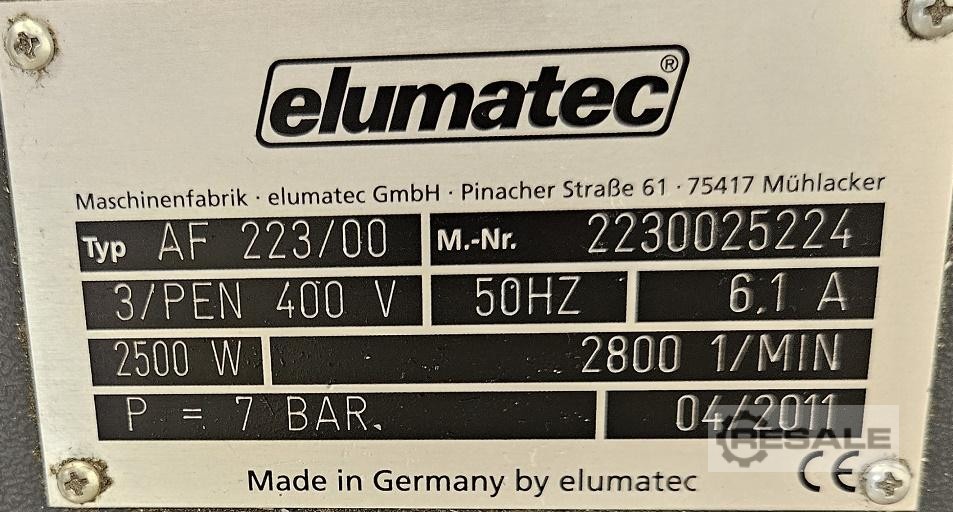 elumatec®
Maschinenfabrik · elumatec GmbH · Pinacher Straße 61 · 75417 Mühlacker
Typ AF 223/00 M.-Nr. 2230025224
3/PEN 400 V 50HZ 6.1 A
2500 W 2800 1/MIN
P = 7 BAR. 04/2011
RESALE
Made in Germany by elumatec CE